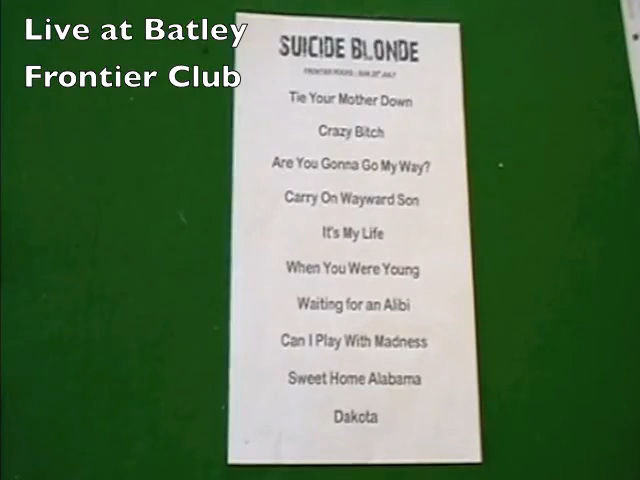 Live at Batley
Frontier Club
SUICIDE BLONDE
Tie Your Mother Down
Crazy Bitch
Are You Gonna Go My Way?
Carry On Wayward Son
It's My Life
When You Were Young
Waiting for an Alibi
Can I Play With Madness
Sweet Home Alabama
Dakota